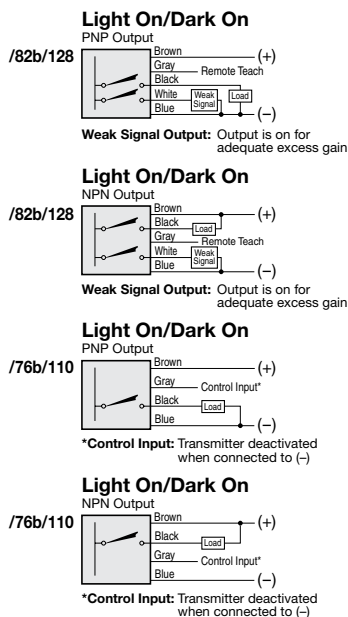 Light On/Dark On
PNP Output
/82b/128
Brown
(+)
Gray
Remote Teach
Black
White
Weak Signal
Load
Blue
(–)
Weak Signal Output: Output is on for
adequate excess gain
Light On/Dark On
NPN Output
/82b/128
Brown
(+)
Black
Load
Gray
Remote Teach
White
Weak Signal
Blue
(–)
Weak Signal Output: Output is on for
adequate excess gain
Light On/Dark On
PNP Output
/76b/110
Brown
(+)
Gray
Control Input*
Black
Load
Blue
(–)
*Control Input: Transmitter deactivated
when connected to (–)
Light On/Dark On
NPN Output
/76b/110
Brown
(+)
Black
Load
Gray
Control Input*
Blue
(–)
*Control Input: Transmitter deactivated
when connected to (–)